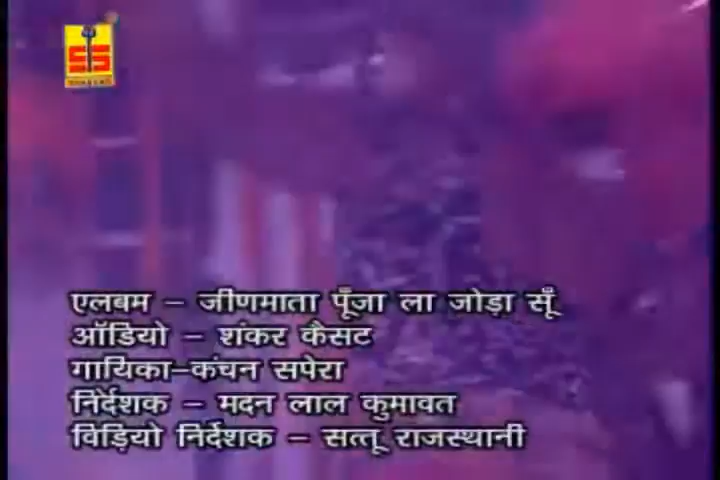 एलबम – जीणमाता पूँजा ला जोड़ा सूँ
ऑडियो – शंकर कैसट
गायिका–कंचन सपेरा
निर्देशक – मदन लाल कुमावत
विड़ियो निर्देशक – सत्तू राजस्थानी